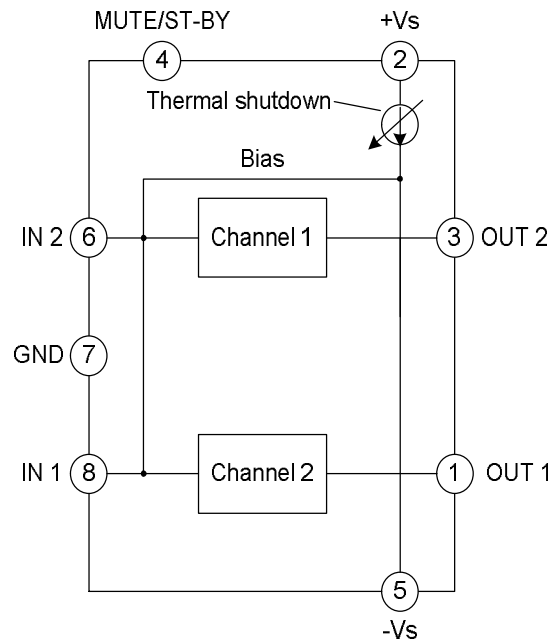 MUTE/ST-BY
+Vs
4
2
Thermal shutdown
Bias
IN 2
6
Channel 1
3
OUT 2
GND
7
IN 1
8
Channel 2
1
OUT 1
5
-Vs